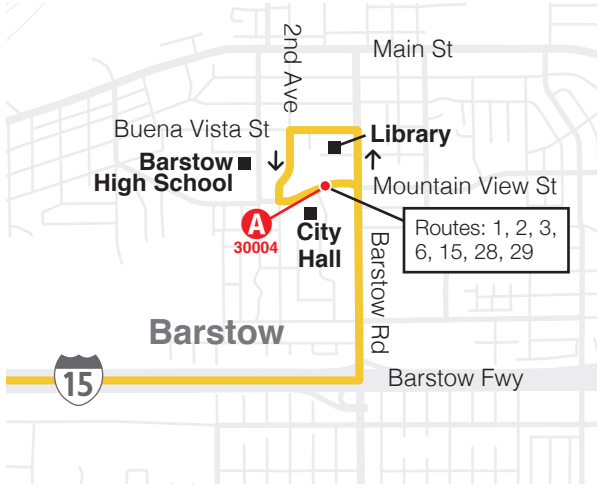 2nd Ave
Main St
Buena Vista St
Library
Barstow
High School
Mountain View St
A
30004
City
Hall
Routes: 1, 2, 3,
6, 15, 28, 29
Barstow Rd
Barstow
15
Barstow Fwy